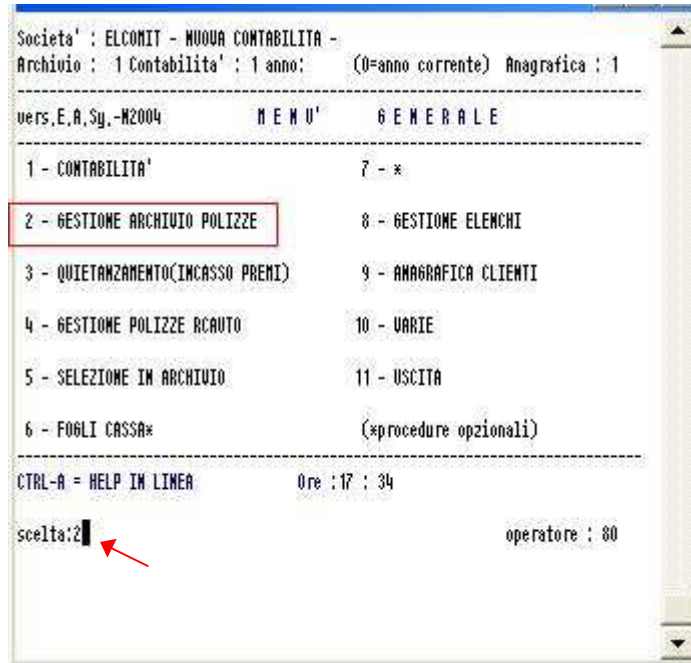 Societa' : ELCOMIT - NUOVA CONTABILITA -
Archivio : 1 Contabilita' : 1 anno: (0=anno corrente) Anagrafica : 1
vers.E.A.Sy.-N2004 M E N U' G E N E R A L E
1 - CONTABILITA' 7 - *
2 - GESTIONE ARCHIVIO POLIZZE 8 - GESTIONE ELENCHI
3 - QUIETANZAMENTO(INCASSO PREMI) 9 - ANAGRAFICA CLIENTI
4 - GESTIONE POLIZZE RCAUTO 10 - VARIE
5 - SELEZIONE IN ARCHIVIO 11 - USCITA
6 - FOGLI CASSA* (*procedure opzionali)
CTRL-A = HELP IN LINEA Ore :17 : 34
scelta:2 operatore : 80